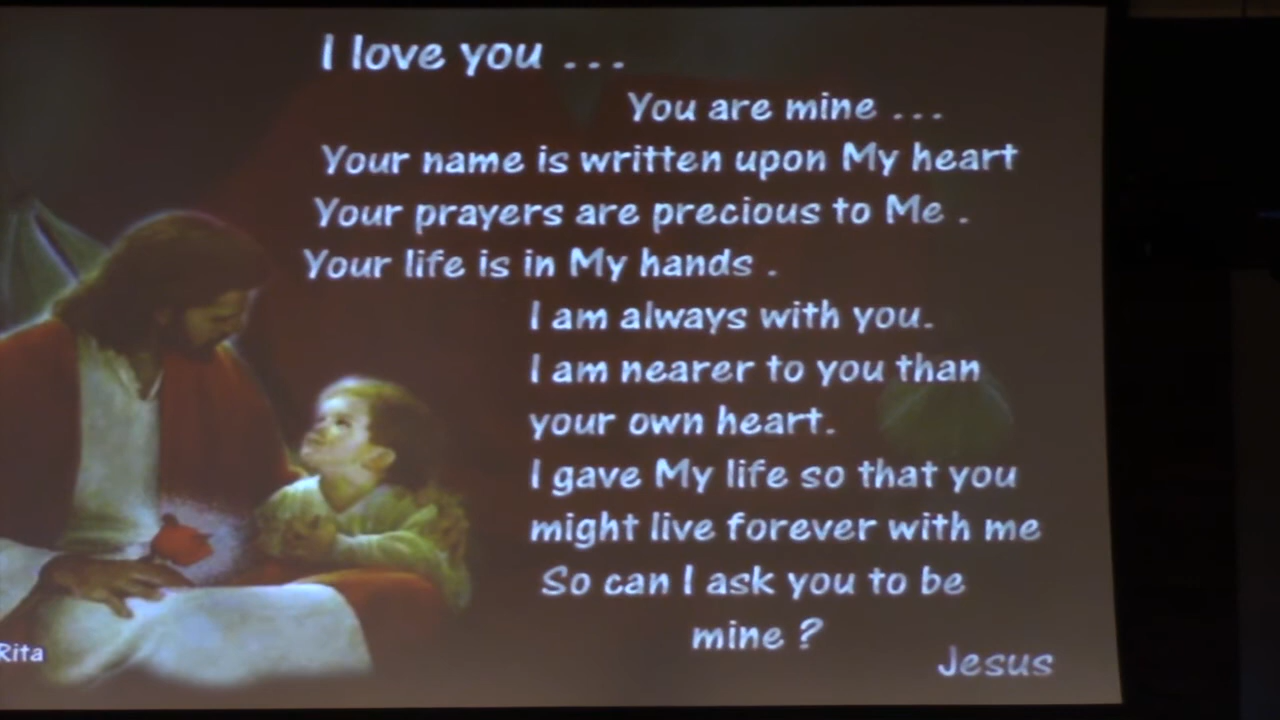 I love you ...
You are mine ...
Your name is written upon My heart
Your prayers are precious to Me .
Your life is in My hands .
I am always with you.
I am nearer to you than
your own heart.
I gave My life so that you
might live forever with me
So can I ask you to be
mine ?
Jesus
Rita